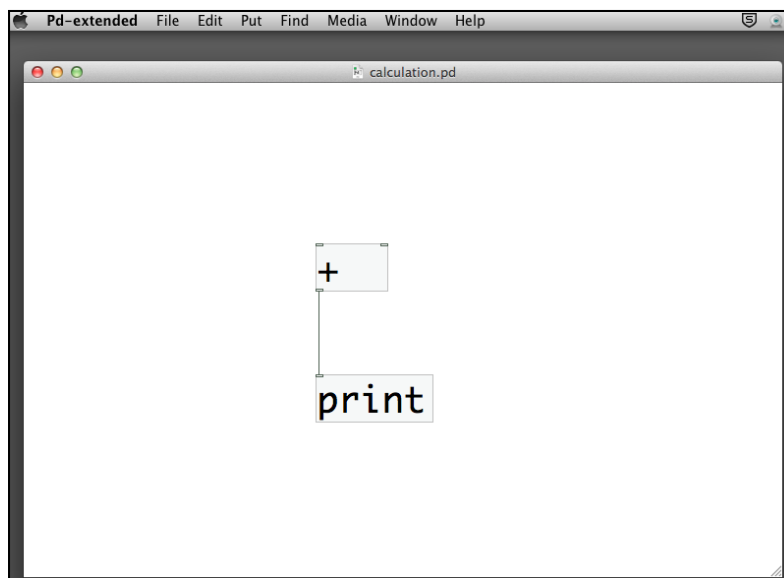 Pd-extended File Edit Put Find Media Window Help
calculation.pd
+
print